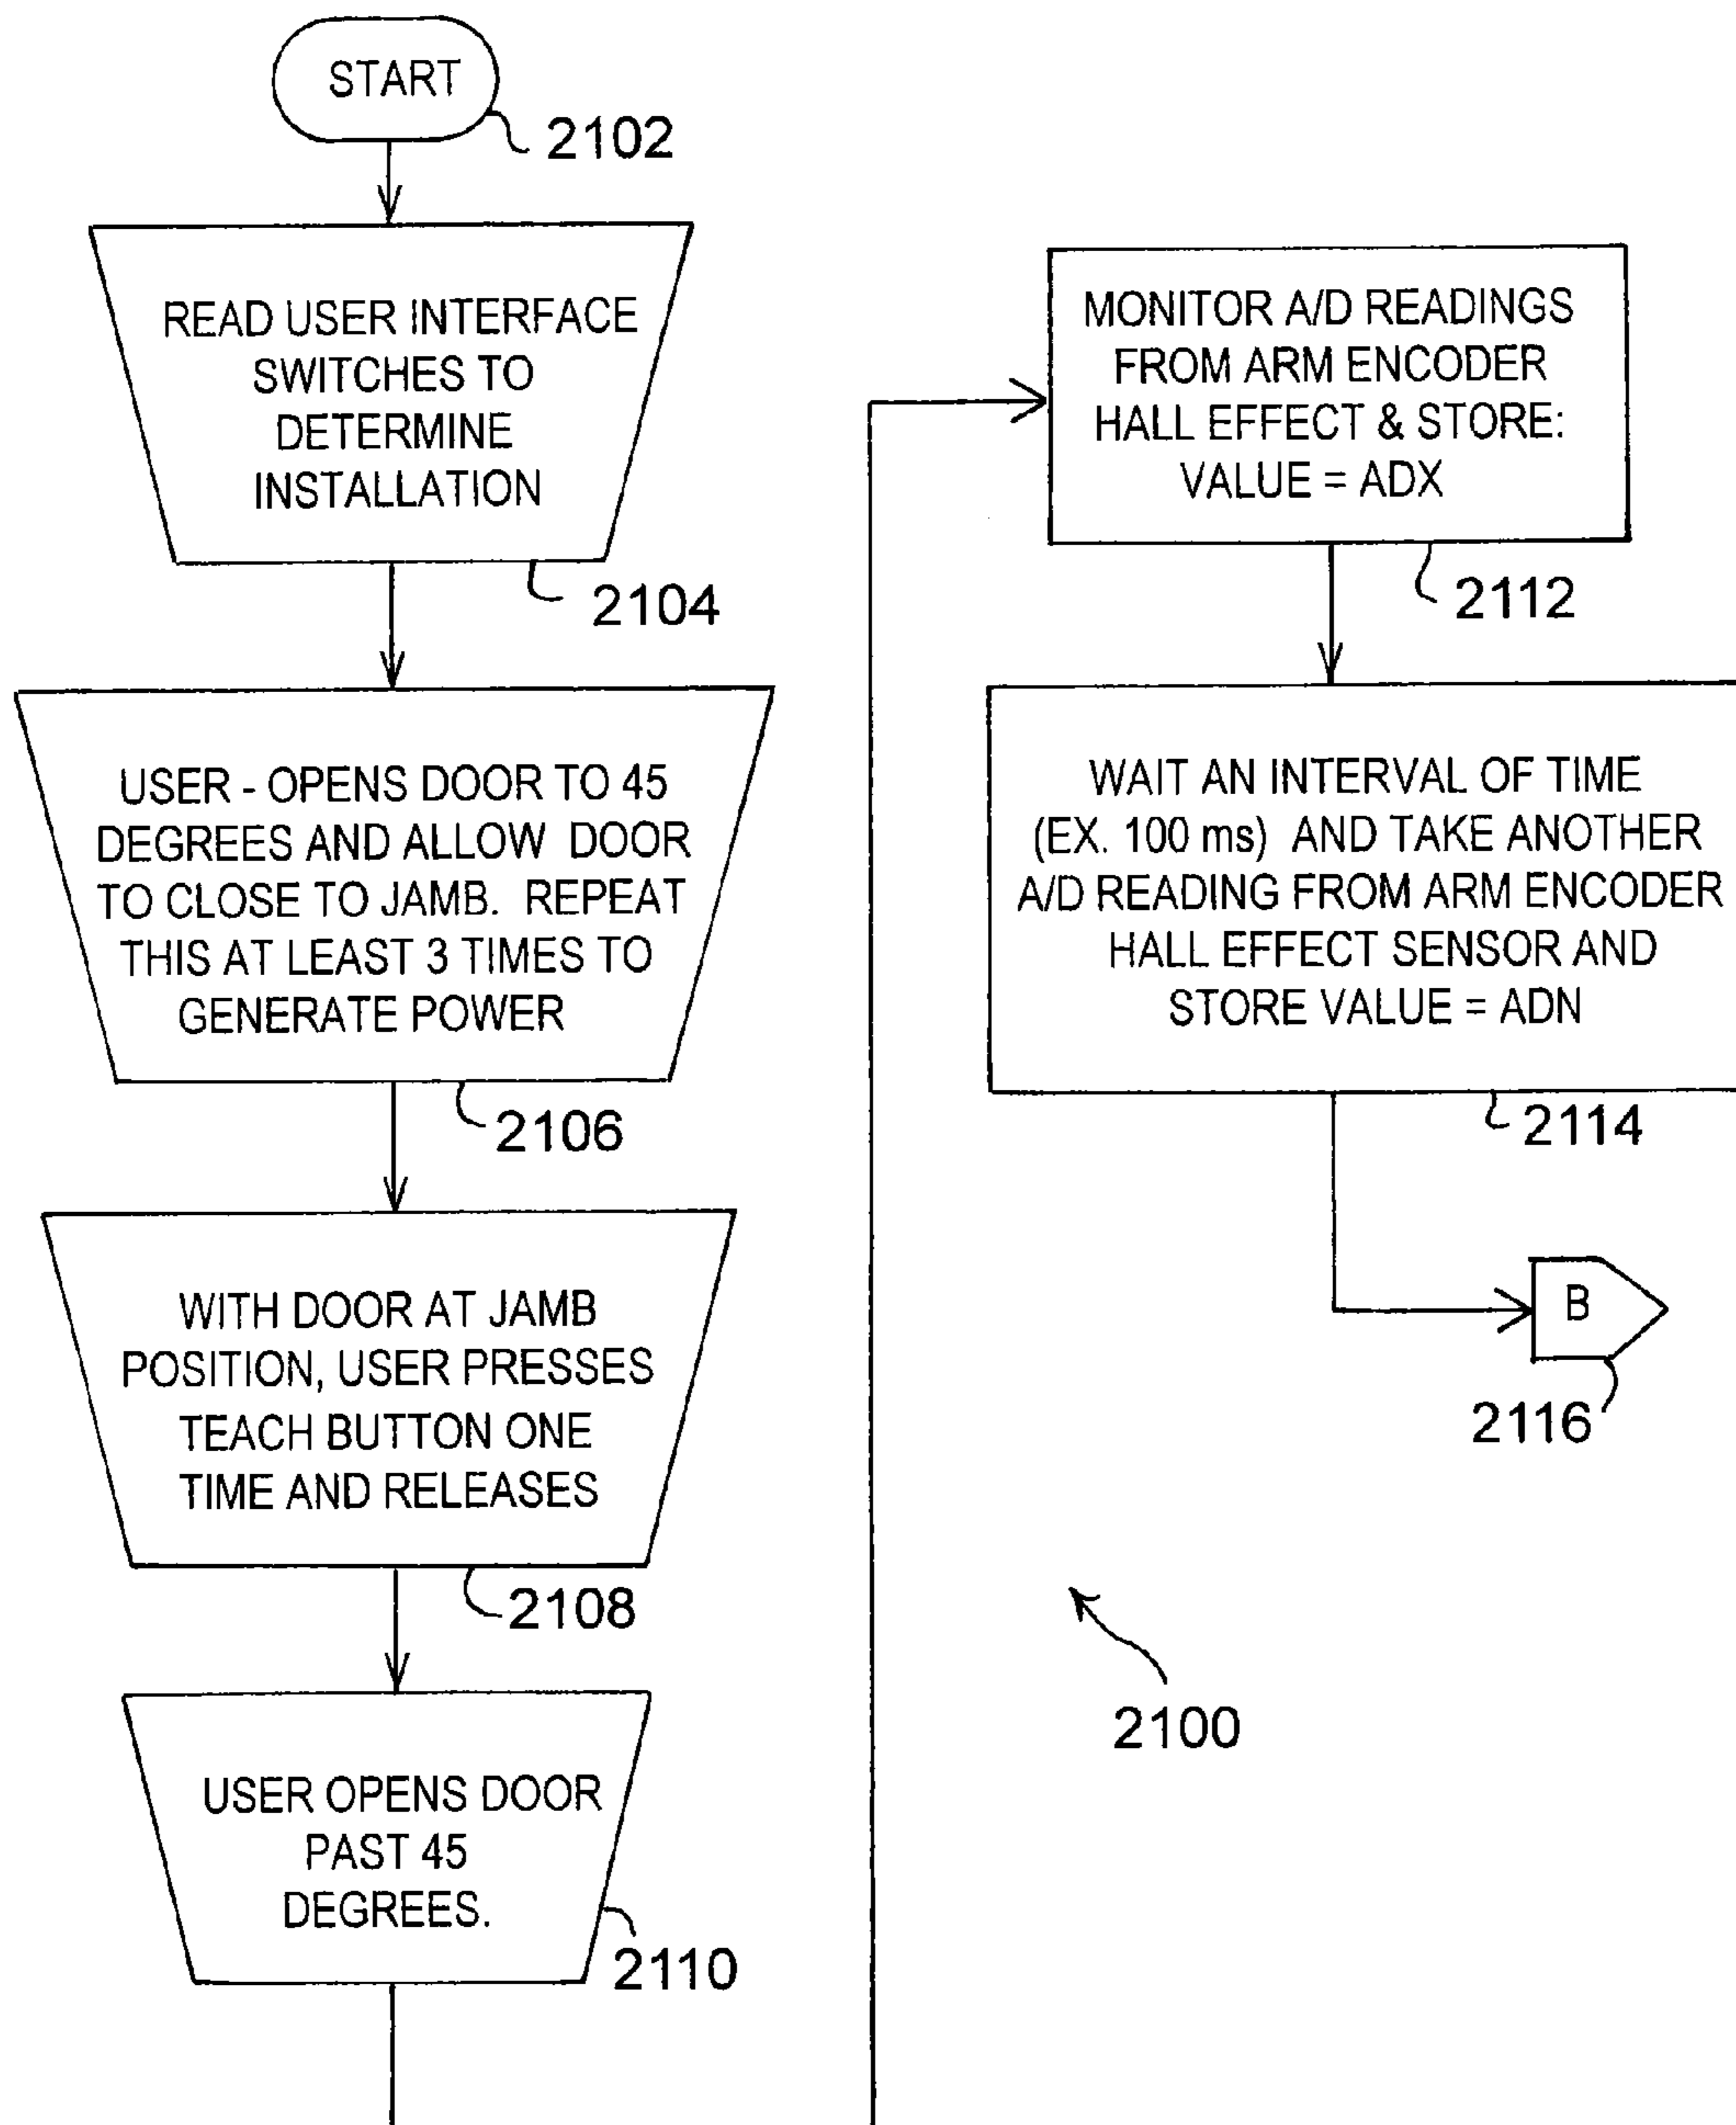 START
2102
READ USER INTERFACE
SWITCHES TO
DETERMINE
INSTALLATION
2104
USER - OPENS DOOR TO 45
DEGREES AND ALLOW DOOR
TO CLOSE TO JAMB. REPEAT
THIS AT LEAST 3 TIMES TO
GENERATE POWER
2106
WITH DOOR AT JAMB
POSITION, USER PRESSES
TEACH BUTTON ONE
TIME AND RELEASES
2108
USER OPENS DOOR
PAST 45
DEGREES.
2110
MONITOR A/D READINGS
FROM ARM ENCODER
HALL EFFECT & STORE:
VALUE = ADX
2112
WAIT AN INTERVAL OF TIME
(EX. 100 ms) AND TAKE ANOTHER
A/D READING FROM ARM ENCODER
HALL EFFECT SENSOR AND
STORE VALUE = ADN
2114
B
2116
2100